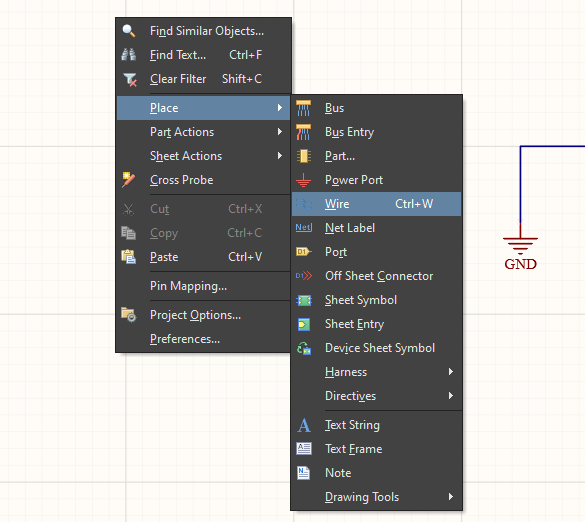 Find Similar Objects...
Find Text... Ctrl+F
Clear Filter Shift+C
Place
Part Actions
Sheet Actions
Cross Probe
Cut Ctrl+X
Copy Ctrl+C
Paste Ctrl+V
Pin Mapping...
Project Options...
Preferences...
Bus
Bus Entry
Part...
Power Port
Wire Ctrl+W
Net Net Label
D1 Port
D1 Off Sheet Connector
Sheet Symbol
Sheet Entry
Device Sheet Symbol
Harness
Directives
A Text String
A Text Frame
Note
Drawing Tools
GND